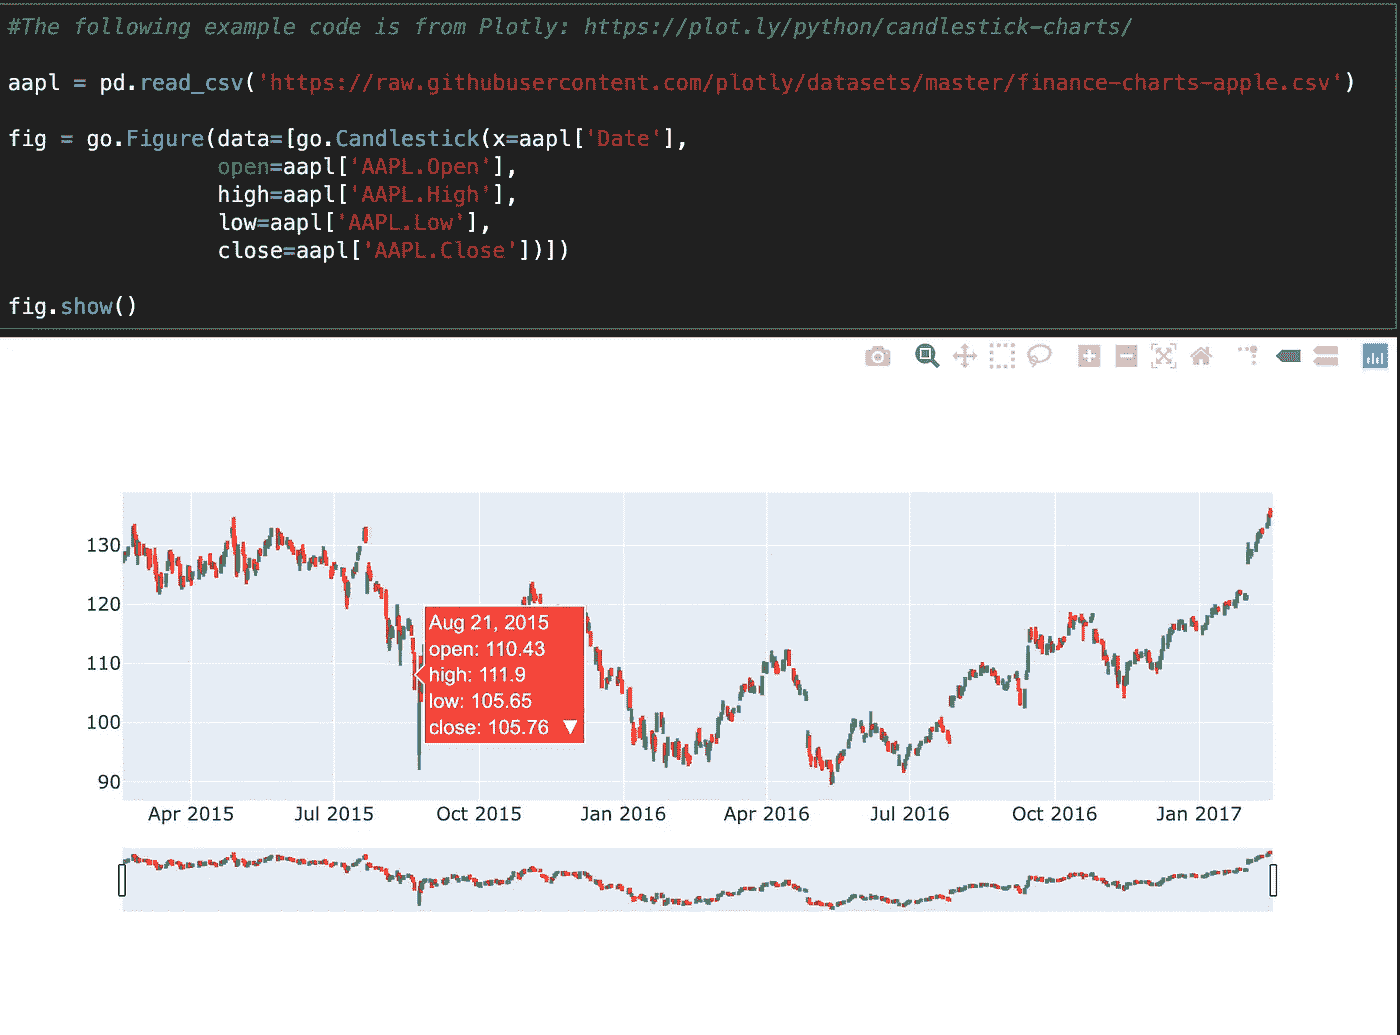 #The following example code is from Plotly: https://plot.ly/python/candlestick-charts/
aapl = pd.read_csv('https://raw.githubusercontent.com/plotly/datasets/master/finance-charts-apple.csv')
fig = go.Figure(data=[go.Candlestick(x=aapl['Date'],
open=aapl['AAPL.Open'],
high=aapl['AAPL.High'],
low=aapl['AAPL.Low'],
close=aapl['AAPL.Close'])])
fig.show()
130
120
110
100
90
Aug 21, 2015
open: 110.43
high: 111.9
low: 105.65
close: 105.76 ▼
Apr 2015 Jul 2015 Oct 2015 Jan 2016 Apr 2016 Jul 2016 Oct 2016 Jan 2017